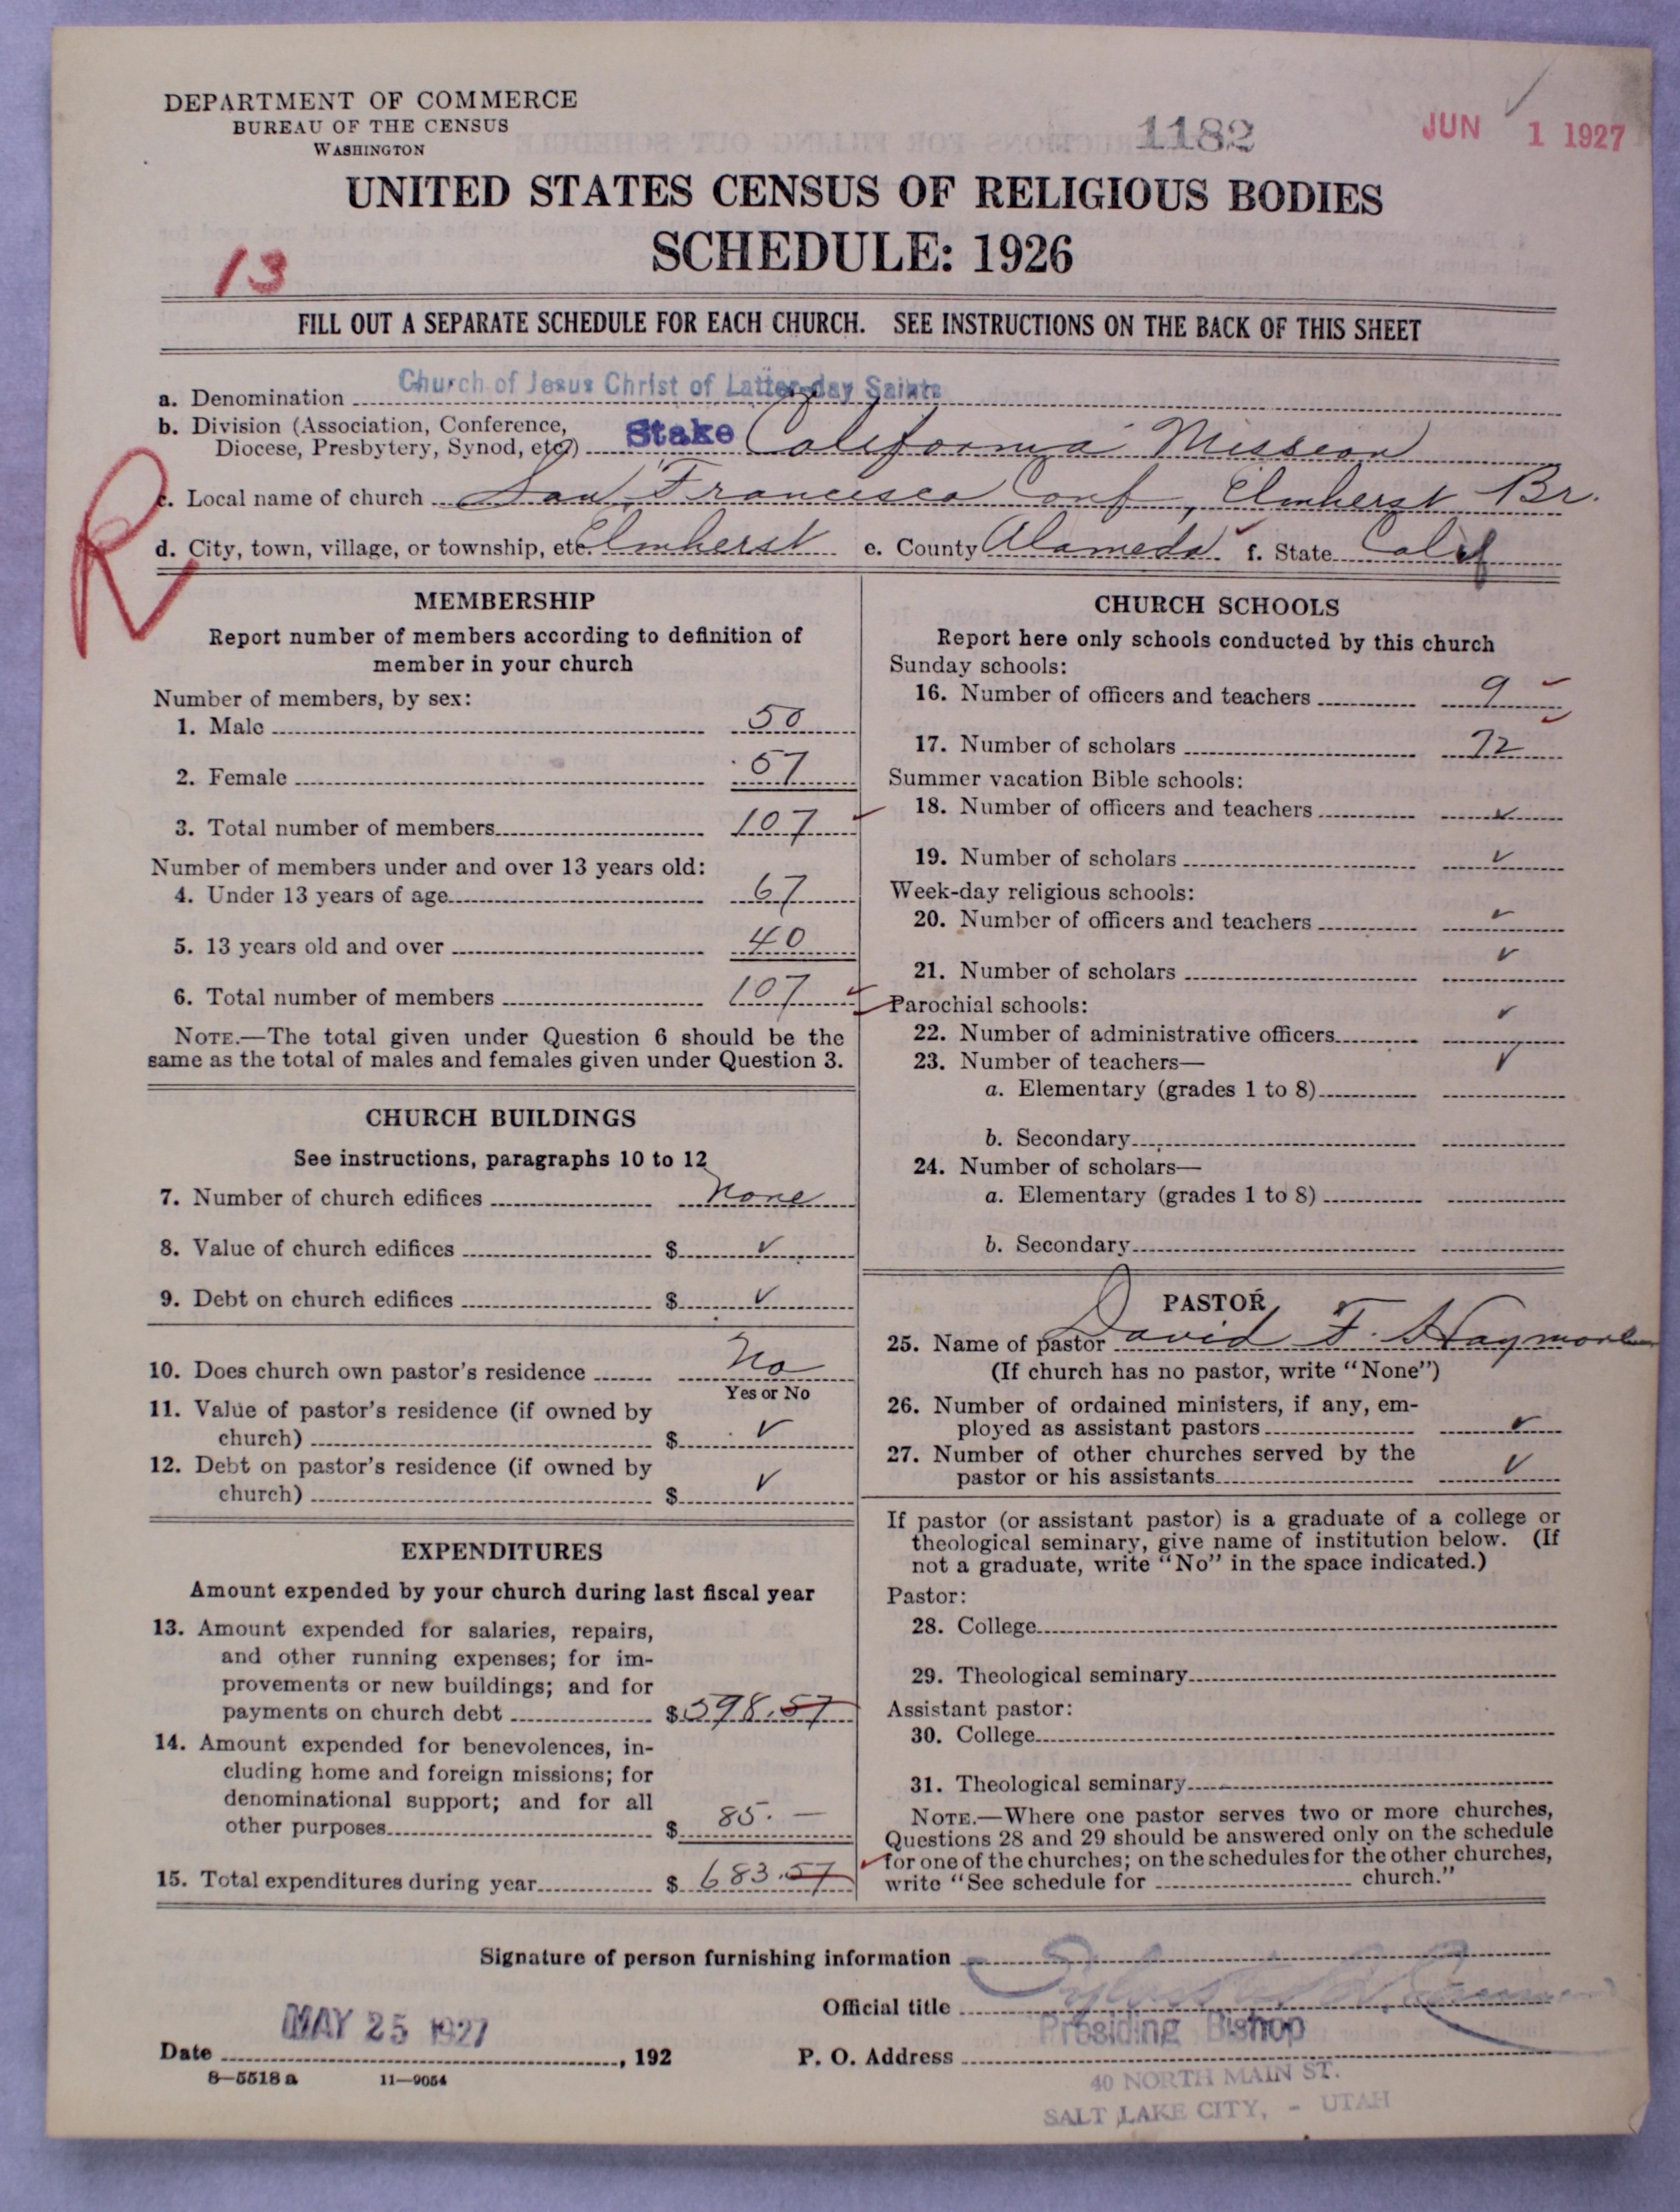 DEPARTMENT OF COMMERCE
BUREAU OF THE CENSUS
WASHINGTON
1182
JUN 1 1927
UNITED STATES CENSUS OF RELIGIOUS BODIES
SCHEDULE: 1926
13
FILL OUT A SEPARATE SCHEDULE FOR EACH CHURCH. SEE INSTRUCTIONS ON THE BACK OF THIS SHEET
a. Denomination Church of Jesus Christ of Latter-day Saints
b. Division (Association, Conference,
Diocese, Presbytery, Synod, etc.) Stake California Mission
R
c. Local name of church San Francisco Conf, Elmherst Br.
d. City, town, village, or township, etc. Elmherst e. County Alameda f. State Calif
MEMBERSHIP
Report number of members according to definition of
member in your church
Number of members, by sex:
1. Male 50
2. Female 57
3. Total number of members 107
Number of members under and over 13 years old:
4. Under 13 years of age 67
5. 13 years old and over 40
6. Total number of members 107
NOTE.—The total given under Question 6 should be the
same as the total of males and females given under Question 3.
CHURCH BUILDINGS
See instructions, paragraphs 10 to 12
7. Number of church edifices none
8. Value of church edifices $ ✓
9. Debt on church edifices $ ✓
10. Does church own pastor's residence No
Yes or No
11. Value of pastor's residence (if owned by
church) $ ✓
12. Debt on pastor's residence (if owned by
church) $ ✓
EXPENDITURES
Amount expended by your church during last fiscal year
13. Amount expended for salaries, repairs,
and other running expenses; for im-
provements or new buildings; and for
payments on church debt $ 598.57
14. Amount expended for benevolences, in-
cluding home and foreign missions; for
denominational support; and for all
other purposes $ 85. —
15. Total expenditures during year $ 683.57
CHURCH SCHOOLS
Report here only schools conducted by this church
Sunday schools:
16. Number of officers and teachers 9
17. Number of scholars 72
Summer vacation Bible schools:
18. Number of officers and teachers ✓
19. Number of scholars ✓
Week-day religious schools:
20. Number of officers and teachers ✓
21. Number of scholars ✓
Parochial schools:
22. Number of administrative officers ✓
23. Number of teachers— ✓
a. Elementary (grades 1 to 8)
b. Secondary
24. Number of scholars—
a. Elementary (grades 1 to 8)
b. Secondary
PASTOR
25. Name of pastor David F. Haymore
(If church has no pastor, write "None")
26. Number of ordained ministers, if any, em-
ployed as assistant pastors ✓
27. Number of other churches served by the
pastor or his assistants ✓
If pastor (or assistant pastor) is a graduate of a college or
theological seminary, give name of institution below. (If
not a graduate, write "No" in the space indicated.)
Pastor:
28. College
29. Theological seminary
Assistant pastor:
30. College
31. Theological seminary
NOTE.—Where one pastor serves two or more churches,
Questions 28 and 29 should be answered only on the schedule
for one of the churches; on the schedules for the other churches,
write "See schedule for church."
Signature of person furnishing information
Official title Presiding Bishop
Date MAY 25 1927, 192
P. O. Address 40 NORTH MAIN ST.
SALT LAKE CITY, - UTAH
8—5518 a 11—9054